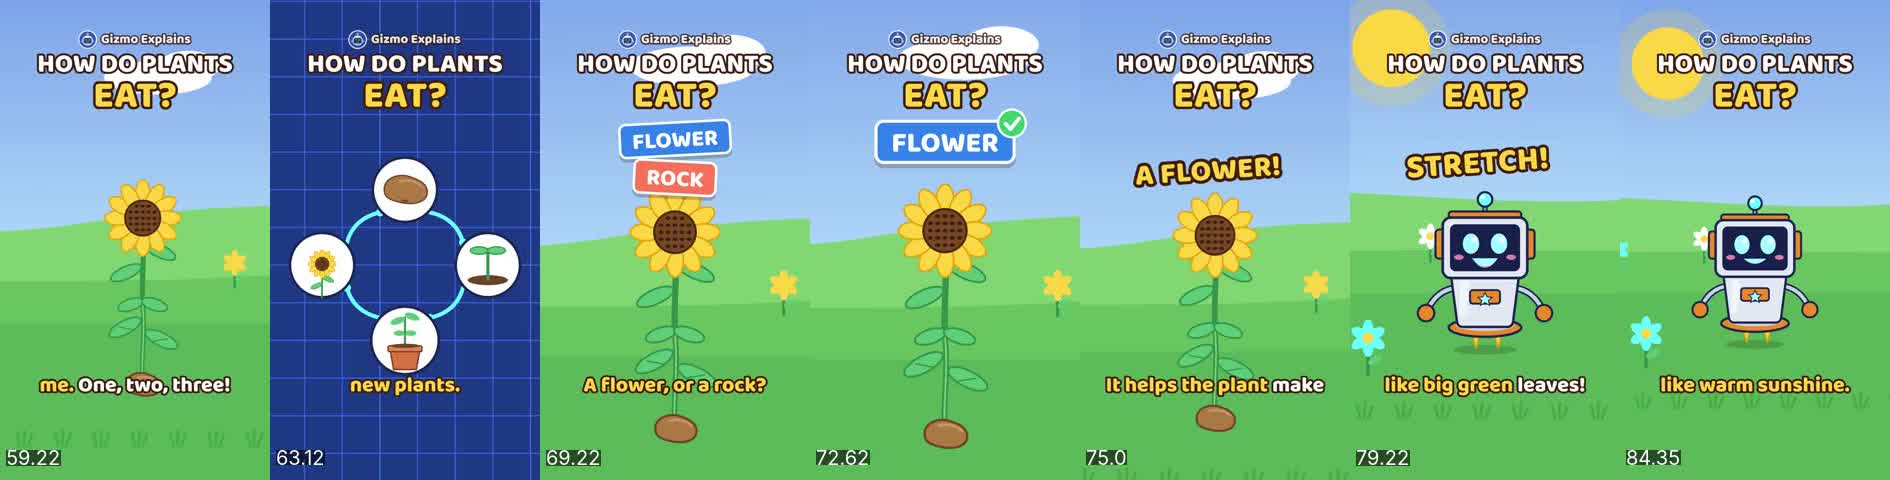 Gizmo Explains
HOW DO PLANTS
EAT?
me. One, two, three!
59.22
Gizmo Explains
HOW DO PLANTS
EAT?
new plants.
63.12
Gizmo Explains
HOW DO PLANTS
EAT?
FLOWER
ROCK
A flower, or a rock?
69.22
Gizmo Explains
HOW DO PLANTS
EAT?
FLOWER
72.62
Gizmo Explains
HOW DO PLANTS
EAT?
A FLOWER!
It helps the plant make
75.0
Gizmo Explains
HOW DO PLANTS
EAT?
STRETCH!
like big green leaves!
79.22
Gizmo Explains
HOW DO PLANTS
EAT?
like warm sunshine.
84.35